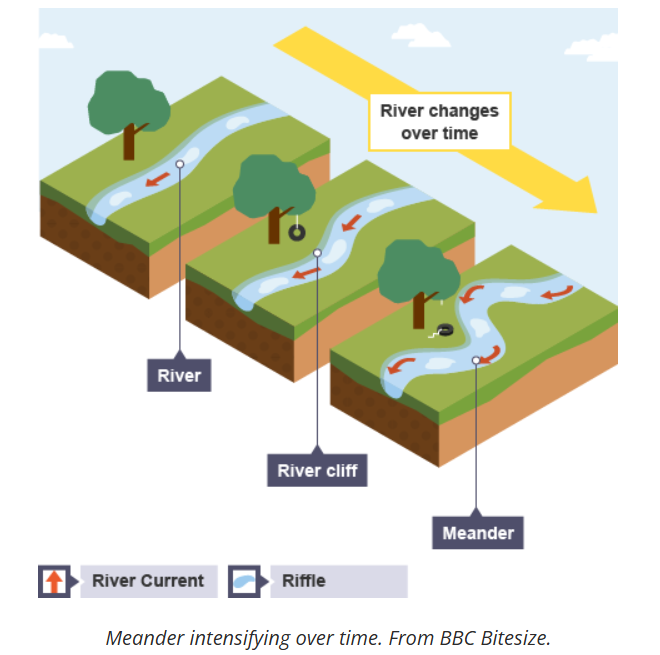 River changes
over time
River
River cliff
Meander
River Current
Riffle
Meander intensifying over time. From BBC Bitesize.